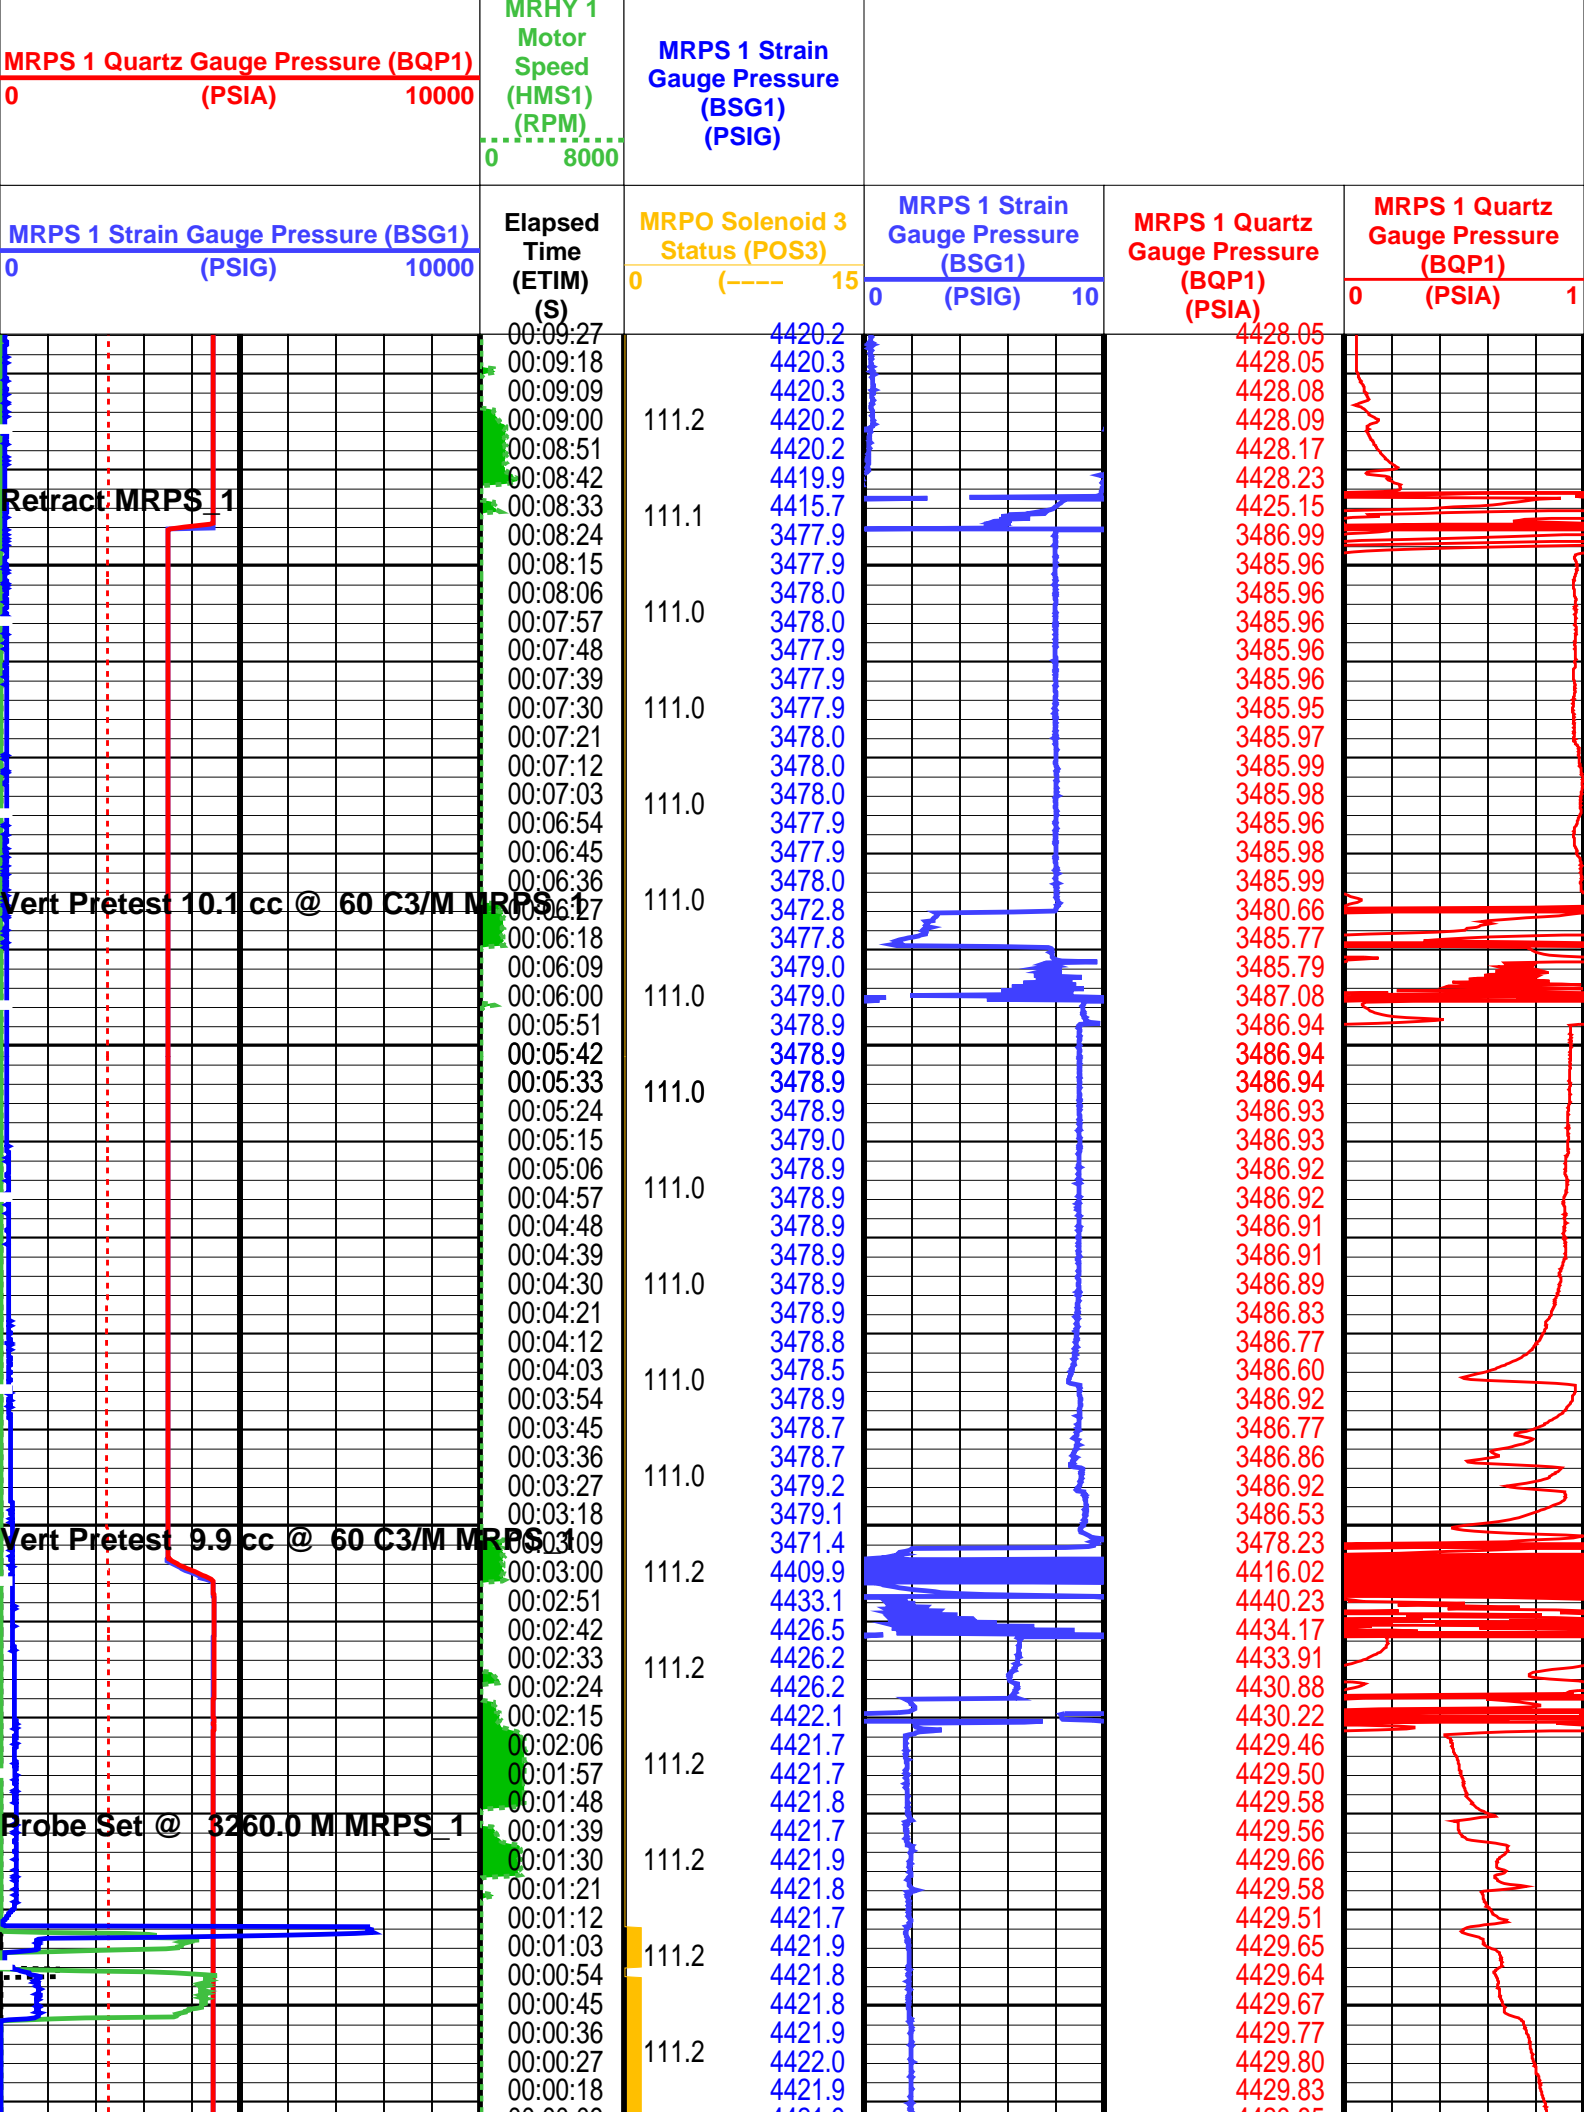 MRPS 1 Quartz Gauge Pressure (BQP1)
0 (PSIA) 10000
MRHY 1
Motor
Speed
(HMS1)
(RPM)
0 8000
MRPS 1 Strain
Gauge Pressure
(BSG1)
(PSIG)
MRPS 1 Strain Gauge Pressure (BSG1)
0 (PSIG) 10000
Elapsed
Time
(ETIM)
(S)
MRPO Solenoid 3
Status (POS3)
0 (---- 15
MRPS 1 Strain
Gauge Pressure
(BSG1)
0 (PSIG) 10
MRPS 1 Quartz
Gauge Pressure
(BQP1)
(PSIA)
MRPS 1 Quartz
Gauge Pressure
(BQP1)
0 (PSIA) 1
00:09:27 4420.2 4428.05
00:09:18 4420.3 4428.05
00:09:09 4420.3 4428.08
00:09:00 111.2 4420.2 4428.09
00:08:51 4420.2 4428.17
00:08:42 4419.9 4428.23
Retract MRPS_1
00:08:33 111.1 4415.7 4425.15
00:08:24 3477.9 3486.99
00:08:15 3477.9 3485.96
00:08:06 3478.0 3485.96
00:07:57 111.0 3478.0 3485.96
00:07:48 3477.9 3485.96
00:07:39 3477.9 3485.96
00:07:30 111.0 3477.9 3485.95
00:07:21 3478.0 3485.97
00:07:12 3478.0 3485.99
00:07:03 111.0 3478.0 3485.98
00:06:54 3477.9 3485.96
00:06:45 3477.9 3485.98
00:06:36 3478.0 3485.99
Vert Pretest 10.1 cc @ 60 C3/M MRPS_1
00:06:27 111.0 3472.8 3480.66
00:06:18 3477.8 3485.77
00:06:09 3479.0 3485.79
00:06:00 111.0 3479.0 3487.08
00:05:51 3478.9 3486.94
00:05:42 3478.9 3486.94
00:05:33 111.0 3478.9 3486.94
00:05:24 3478.9 3486.93
00:05:15 3479.0 3486.93
00:05:06 3478.9 3486.92
00:04:57 111.0 3478.9 3486.92
00:04:48 3478.9 3486.91
00:04:39 3478.9 3486.91
00:04:30 111.0 3478.9 3486.89
00:04:21 3478.9 3486.83
00:04:12 3478.8 3486.77
00:04:03 111.0 3478.5 3486.60
00:03:54 3478.9 3486.92
00:03:45 3478.7 3486.77
00:03:36 3478.7 3486.86
00:03:27 111.0 3479.2 3486.92
00:03:18 3479.1 3486.53
Vert Pretest 9.9 cc @ 60 C3/M MRPS_1
00:03:09 3471.4 3478.23
00:03:00 111.2 4409.9 4416.02
00:02:51 4433.1 4440.23
00:02:42 4426.5 4434.17
00:02:33 111.2 4426.2 4433.91
00:02:24 4426.2 4430.88
00:02:15 4422.1 4430.22
00:02:06 111.2 4421.7 4429.46
00:01:57 4421.7 4429.50
00:01:48 4421.8 4429.58
Probe Set @ 3260.0 M MRPS_1
00:01:39 4421.7 4429.56
00:01:30 111.2 4421.9 4429.66
00:01:21 4421.8 4429.58
00:01:12 4421.7 4429.51
00:01:03 111.2 4421.9 4429.65
00:00:54 4421.8 4429.64
00:00:45 4421.8 4429.67
00:00:36 111.2 4421.9 4429.77
00:00:27 4422.0 4429.80
00:00:18 4421.9 4429.83